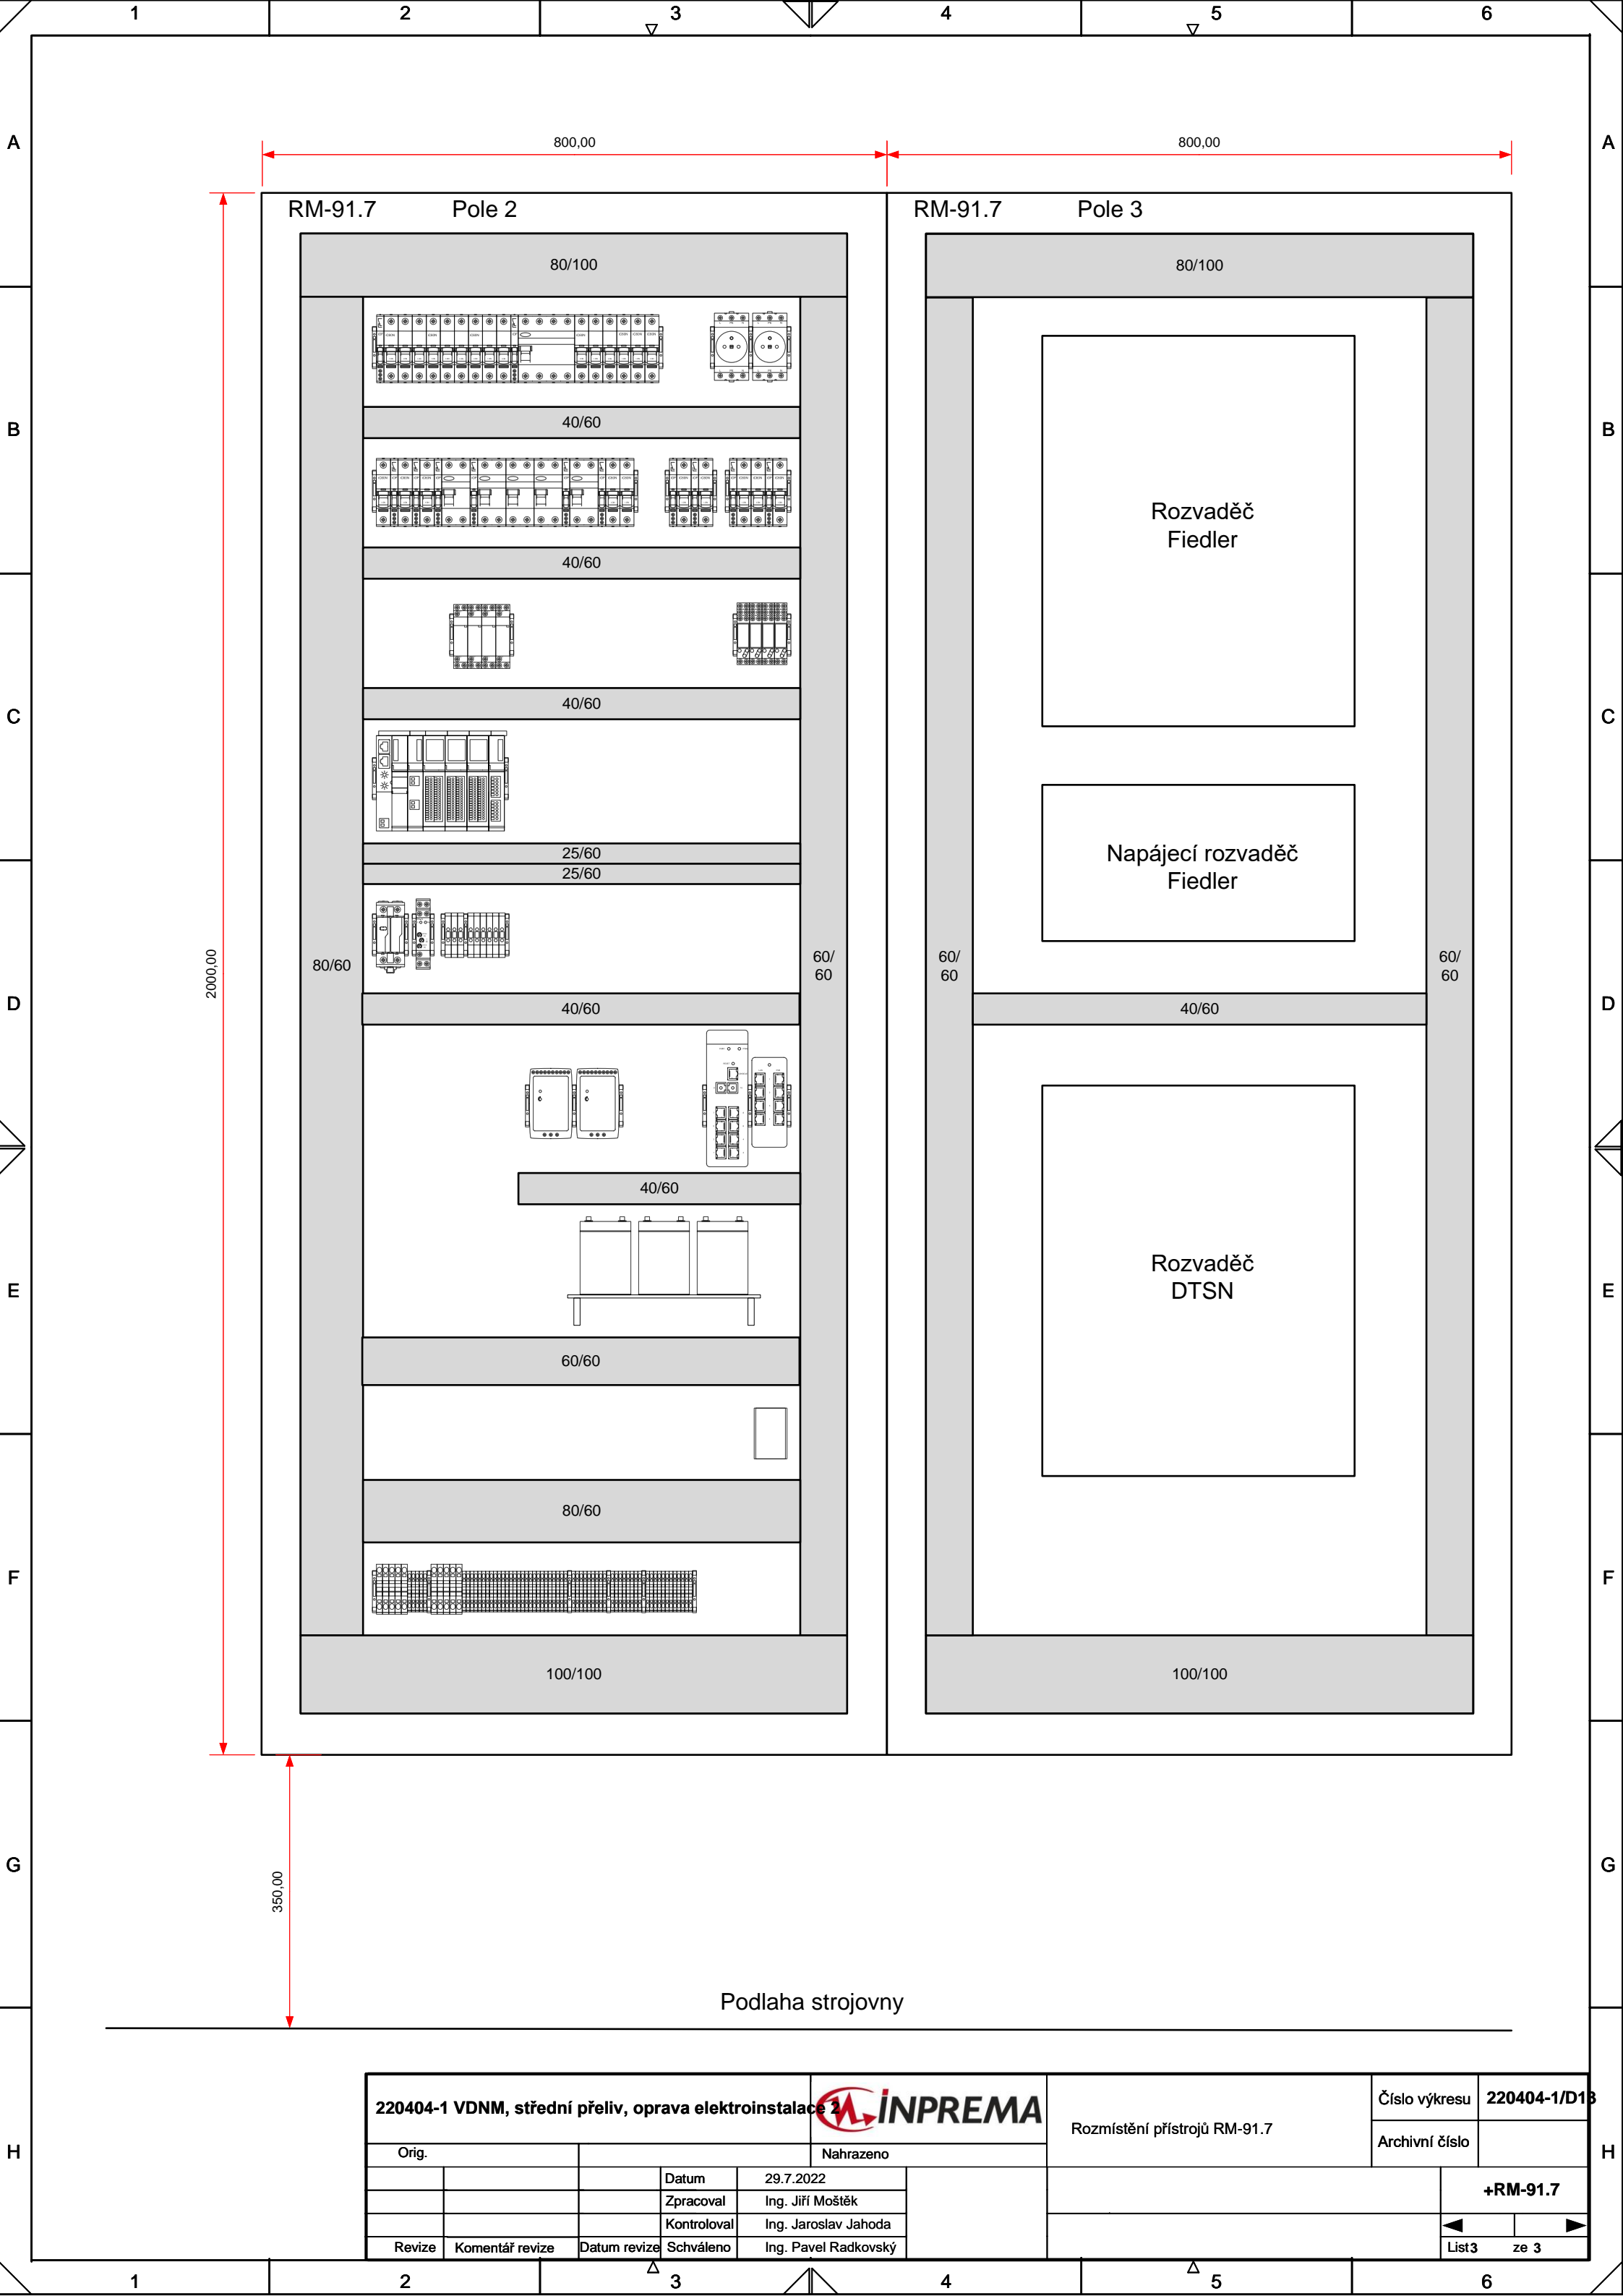 1 2 3 4 5 6
A A
800,00 800,00
RM-91.7 Pole 2 RM-91.7 Pole 3
80/100 80/100
B B
40/60
Rozvaděč
Fiedler
40/60
C C
40/60
25/60
25/60
Napájecí rozvaděč
Fiedler
2000,00
80/60
60/
60
60/
60
60/
60
D D
40/60 40/60
40/60
Rozvaděč
DTSN
E E
60/60
80/60
F F
100/100 100/100
G G
350,00
Podlaha strojovny
220404-1 VDNM, střední přeliv, oprava elektroinstalace 2
INPREMA
Rozmístění přístrojů RM-91.7
Číslo výkresu 220404-1/D13
Archivní číslo
H H
Orig. Nahrazeno
Datum 29.7.2022
+RM-91.7
Zpracoval Ing. Jiří Moštěk
Kontroloval Ing. Jaroslav Jahoda
Revize Komentář revize Datum revize Schváleno Ing. Pavel Radkovský
List 3 ze 3
1 2 3 4 5 6